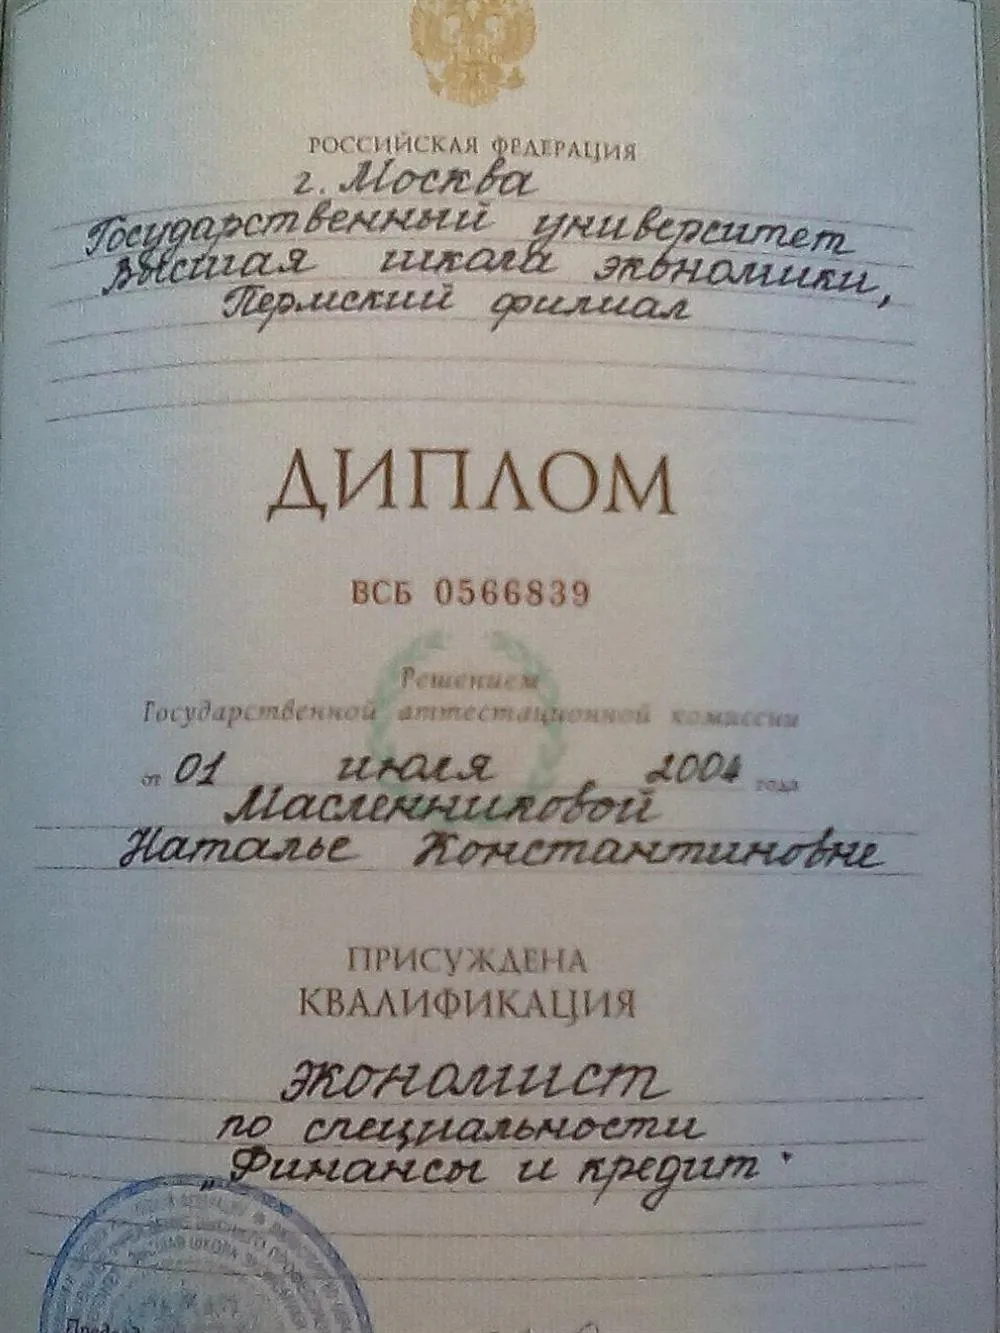 РОССИЙСКАЯ ФЕДЕРАЦИЯ
г. Москва
Государственный университет
Высшая школа экономики,
Пермский филиал
ДИПЛОМ
ВСБ 0566839
Решением
Государственной аттестационной комиссии
от 01 июля 2004 года
Масленниковой
Наталье Константиновне
ПРИСУЖДЕНА
КВАЛИФИКАЦИЯ
экономист
по специальности
„Финансы и кредит"